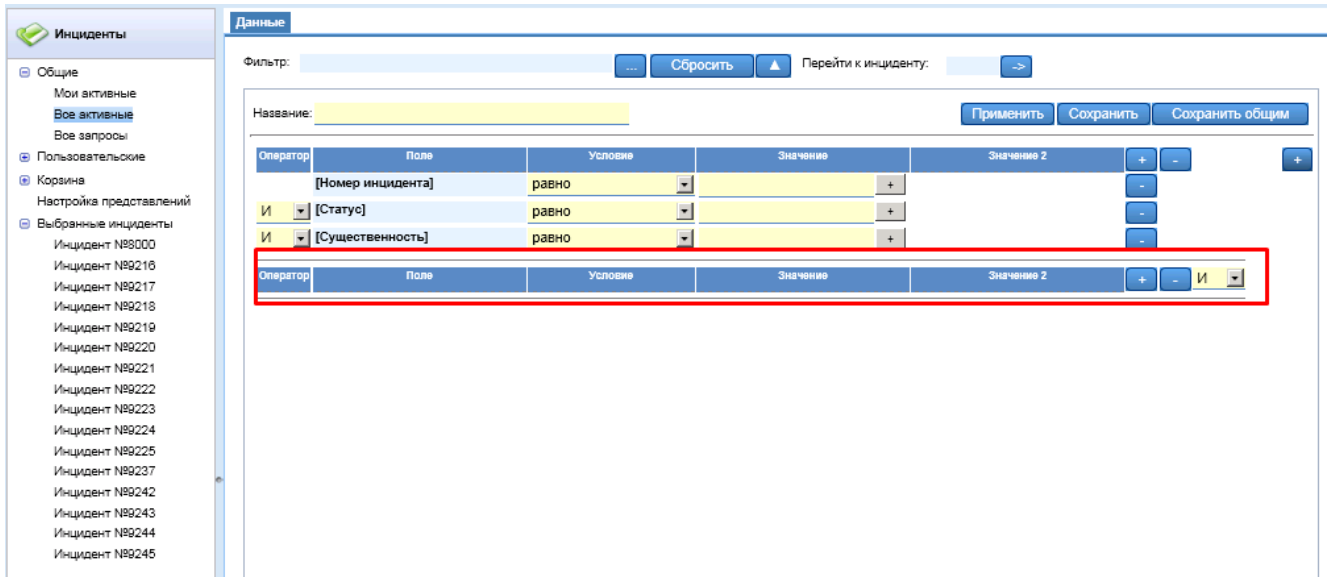 Инциденты
Общие
Мои активные
Все активные
Все запросы
Пользовательские
Корзина
Настройка представлений
Выбранные инциденты
Инцидент №8000
Инцидент №9216
Инцидент №9217
Инцидент №9218
Инцидент №9219
Инцидент №9220
Инцидент №9221
Инцидент №9222
Инцидент №9223
Инцидент №9224
Инцидент №9225
Инцидент №9237
Инцидент №9242
Инцидент №9243
Инцидент №9244
Инцидент №9245
Данные
Фильтр: ... Сбросить ▲ Перейти к инциденту: ->
Название: Применить Сохранить Сохранить общим
Оператор Поле Условие Значение Значение 2 + - +
[Номер инцидента] равно + -
И [Статус] равно + -
И [Существенность] равно + -
Оператор Поле Условие Значение Значение 2 + - И